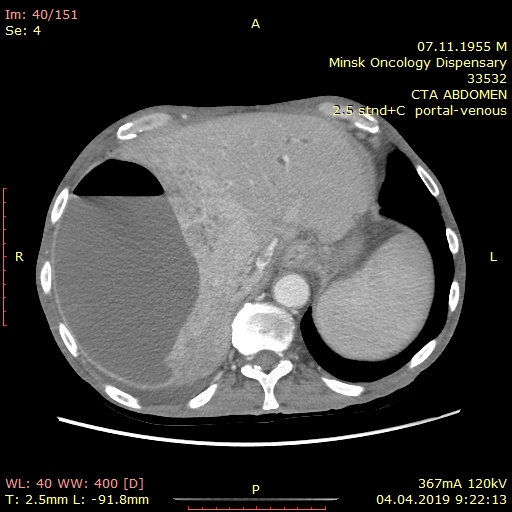 Im: 40/151
Se: 4
A
07.11.1955 M
Minsk Oncology Dispensary
33532
CTA ABDOMEN
2.5 stnd+C portal-venous
R
L
WL: 40 WW: 400 [D]
T: 2.5mm L: -91.8mm
P
367mA 120kV
04.04.2019 9:22:13